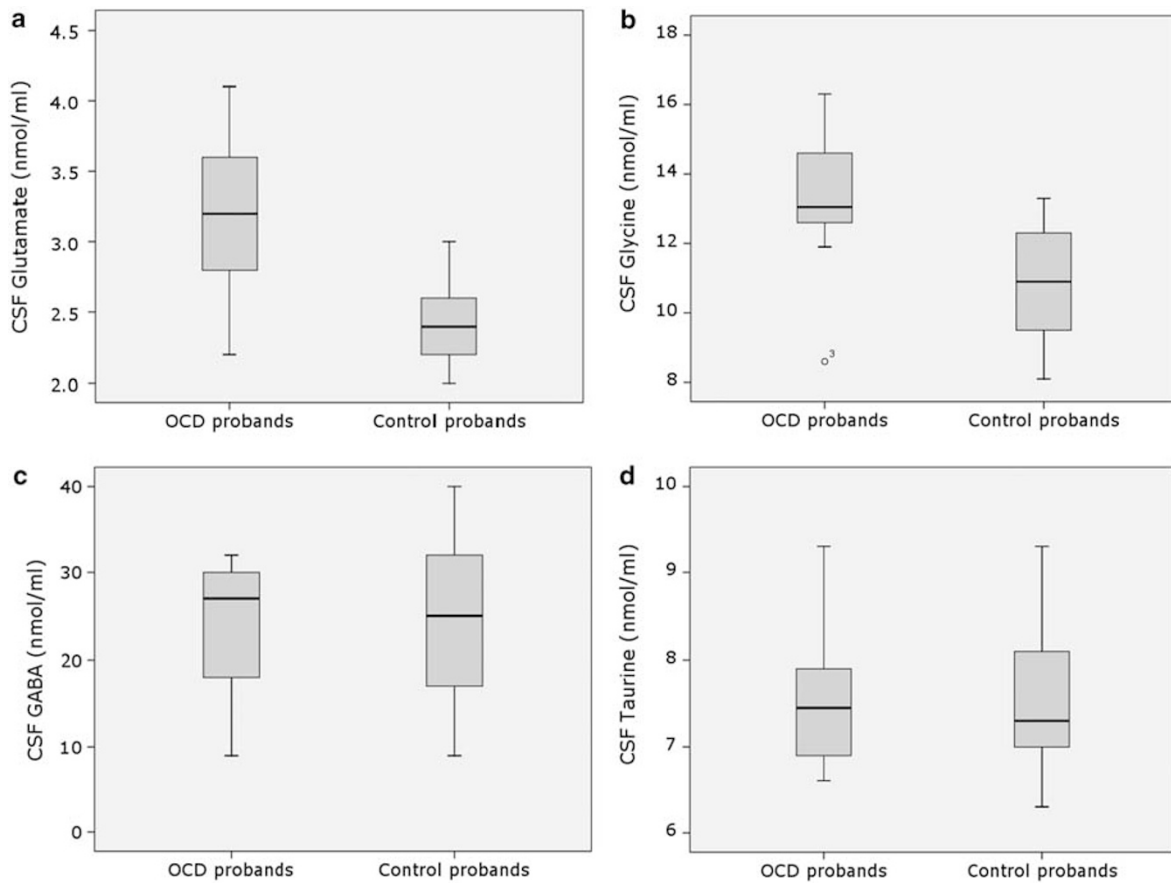 a
CSF Glutamate (nmol/ml)
4.5
4.0
3.5
3.0
2.5
2.0
OCD probands
Control probands
b
CSF Glycine (nmol/ml)
18
16
14
12
10
8
3
OCD probands
Control probands
c
CSF GABA (nmol/ml)
40
30
20
10
0
OCD probands
Control probands
d
CSF Taurine (nmol/ml)
10
9
8
7
6
OCD probands
Control probands